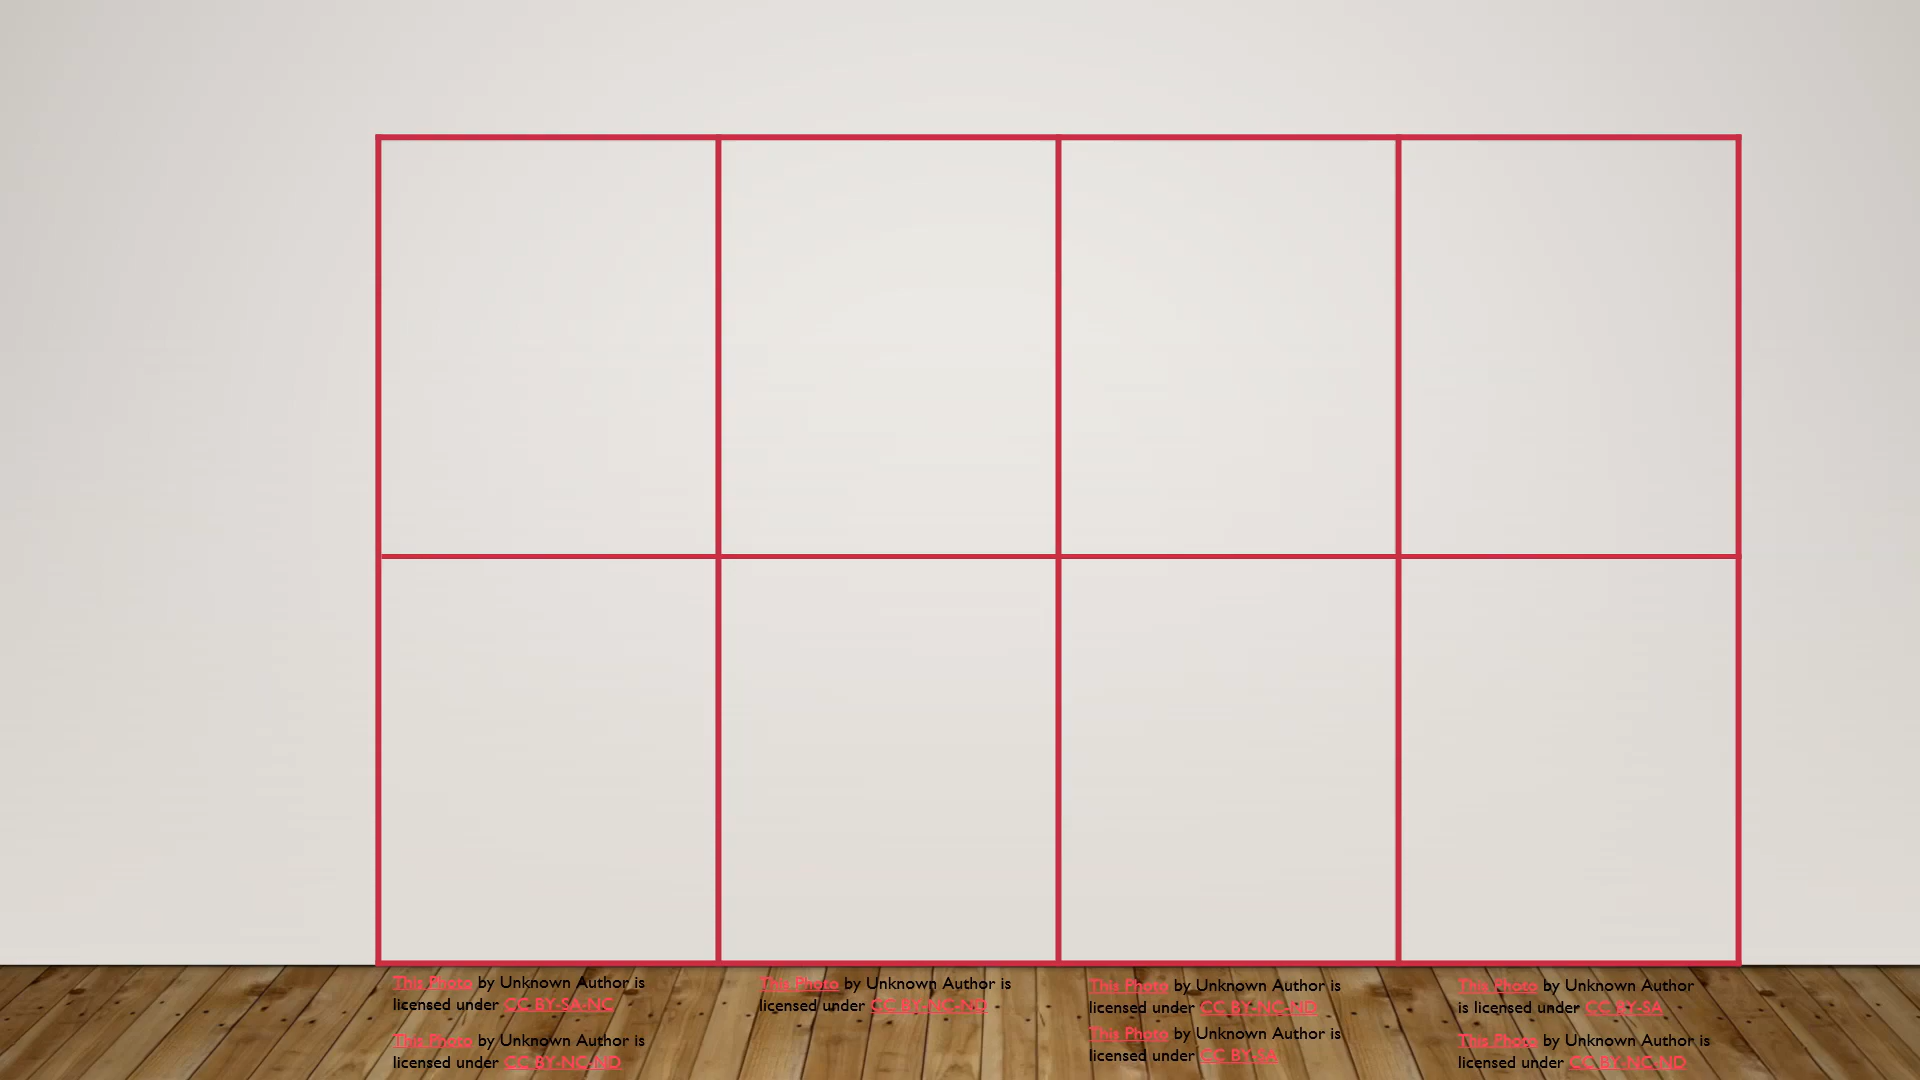 This Photo by Unknown Author is
licensed under CC BY-SA-NC
This Photo by Unknown Author is
licensed under CC BY-NC-ND
This Photo by Unknown Author is
licensed under CC BY-NC-ND
This Photo by Unknown Author is
licensed under CC BY-NC-ND
This Photo by Unknown Author is
licensed under CC BY-SA
This Photo by Unknown Author
is licensed under CC BY-SA
This Photo by Unknown Author is
licensed under CC BY-NC-ND